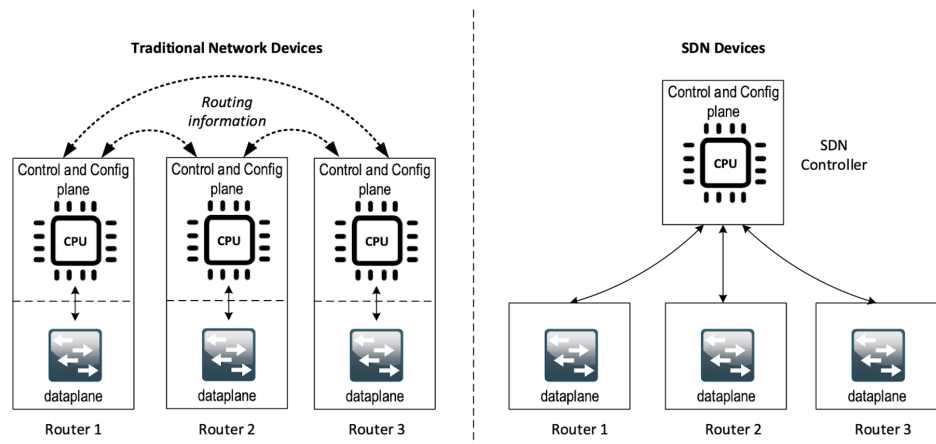 Traditional Network Devices
Routing
information
Control and Config
plane
CPU
dataplane
Router 1
Control and Config
plane
CPU
dataplane
Router 2
Control and Config
plane
CPU
dataplane
Router 3
SDN Devices
Control and Config
plane
CPU
SDN
Controller
dataplane
Router 1
dataplane
Router 2
dataplane
Router 3